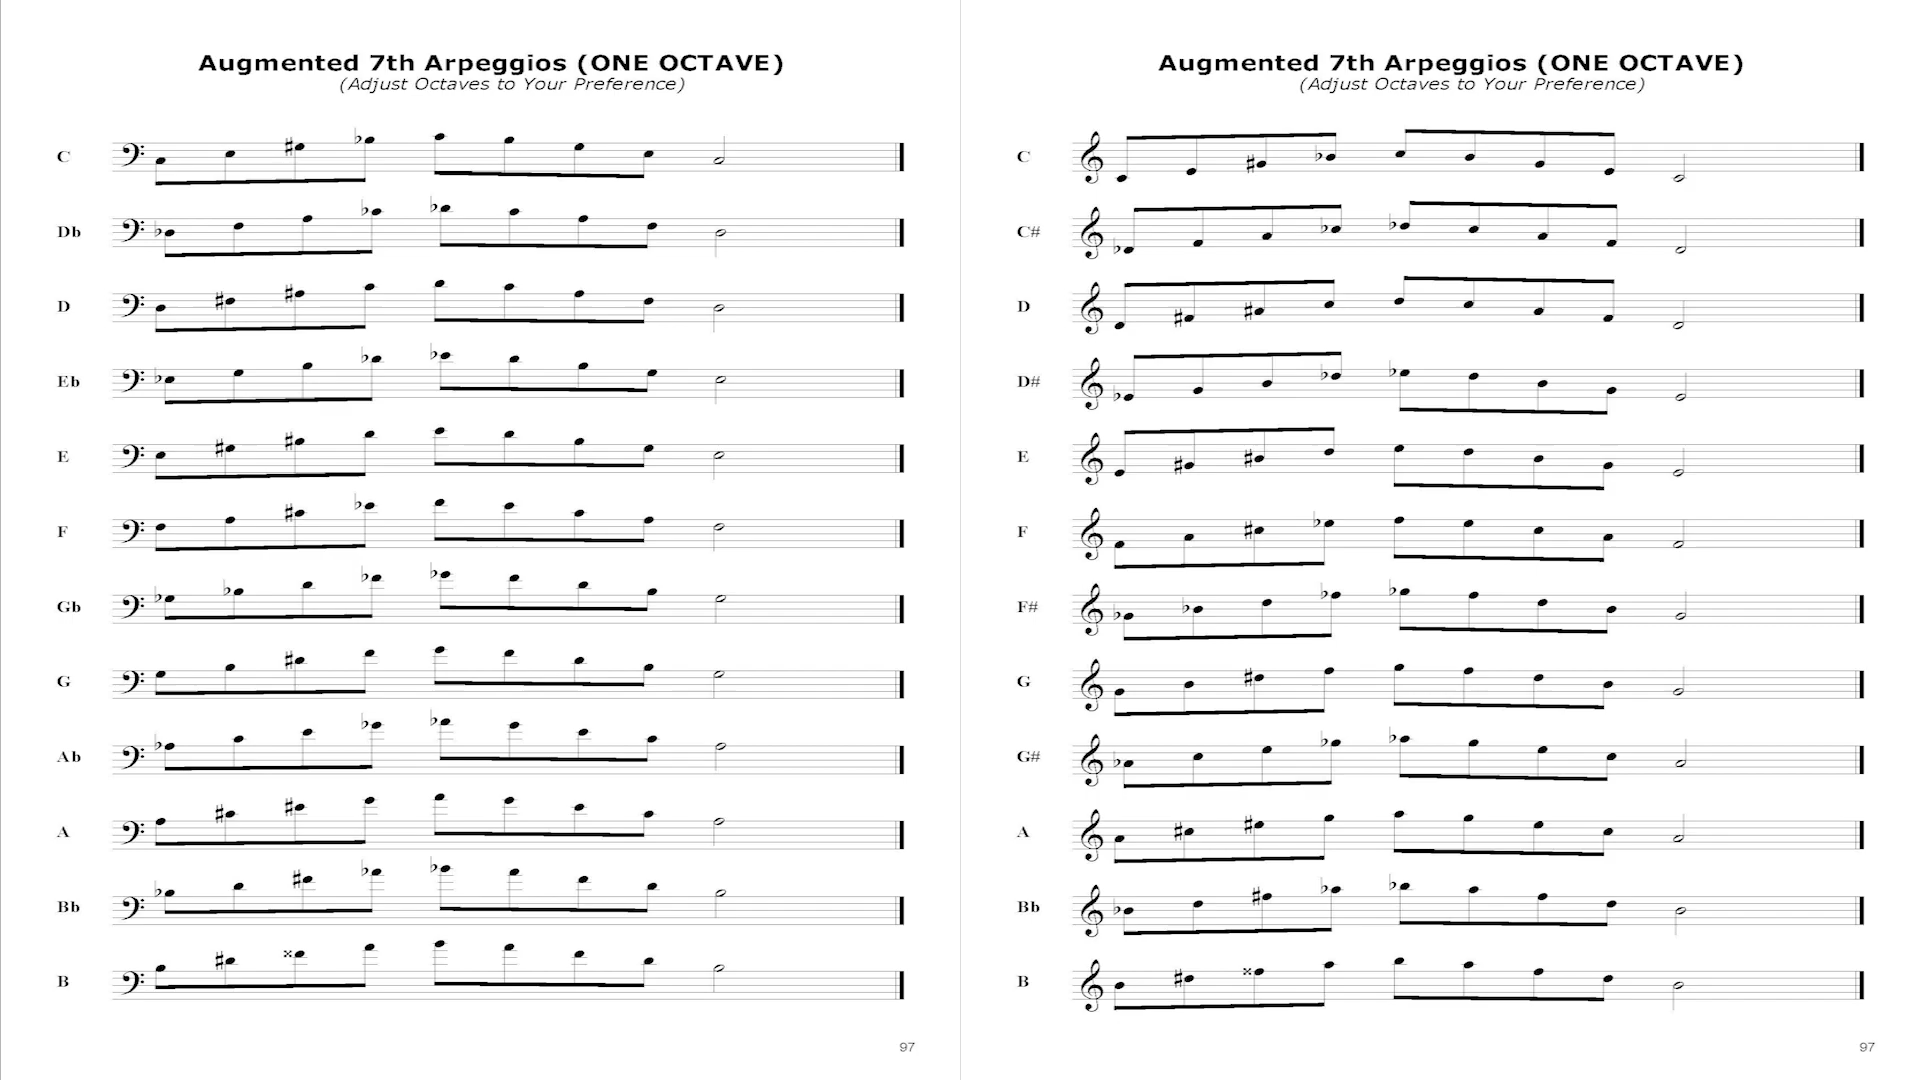 Augmented 7th Arpeggios (ONE OCTAVE)
(Adjust Octaves to Your Preference)
C
Db
D
Eb
E
F
Gb
G
Ab
A
Bb
B
97
Augmented 7th Arpeggios (ONE OCTAVE)
(Adjust Octaves to Your Preference)
C
C#
D
D#
E
F
F#
G
G#
A
Bb
B
97